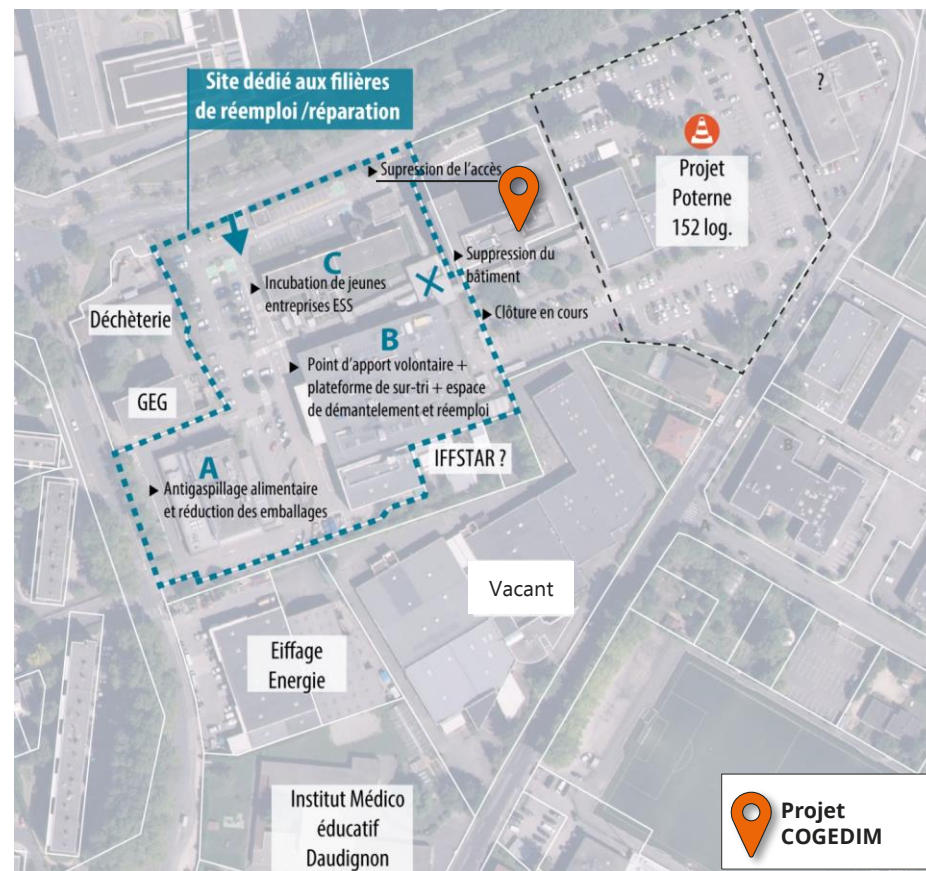 Site dédié aux filières
de réemploi /réparation
?
Supression de l'accès
Projet
Poterne
152 log.
Suppression du
bâtiment
C
Incubation de jeunes
entreprises ESS
Clôture en cours
Déchèterie
B
Point d'apport volontaire +
plateforme de sur-tri + espace
de démantelement et réemploi
GEG
IFFSTAR ?
A
Antigaspillage alimentaire
et réduction des emballages
Vacant
Eiffage
Energie
Institut Médico
éducatif
Daudignon
Projet
COGEDIM